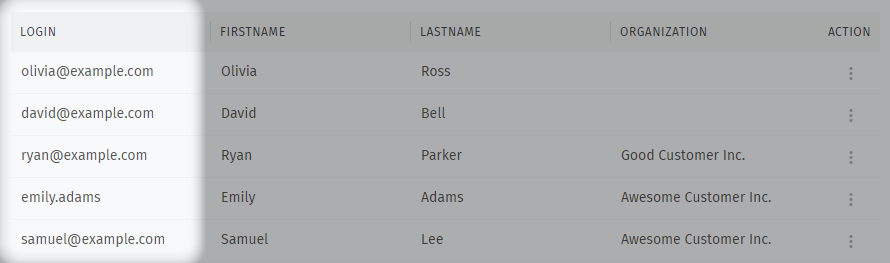 LOGIN FIRSTNAME LASTNAME ORGANIZATION ACTION
olivia@example.com Olivia Ross
david@example.com David Bell
ryan@example.com Ryan Parker Good Customer Inc.
emily.adams Emily Adams Awesome Customer Inc.
samuel@example.com Samuel Lee Awesome Customer Inc.